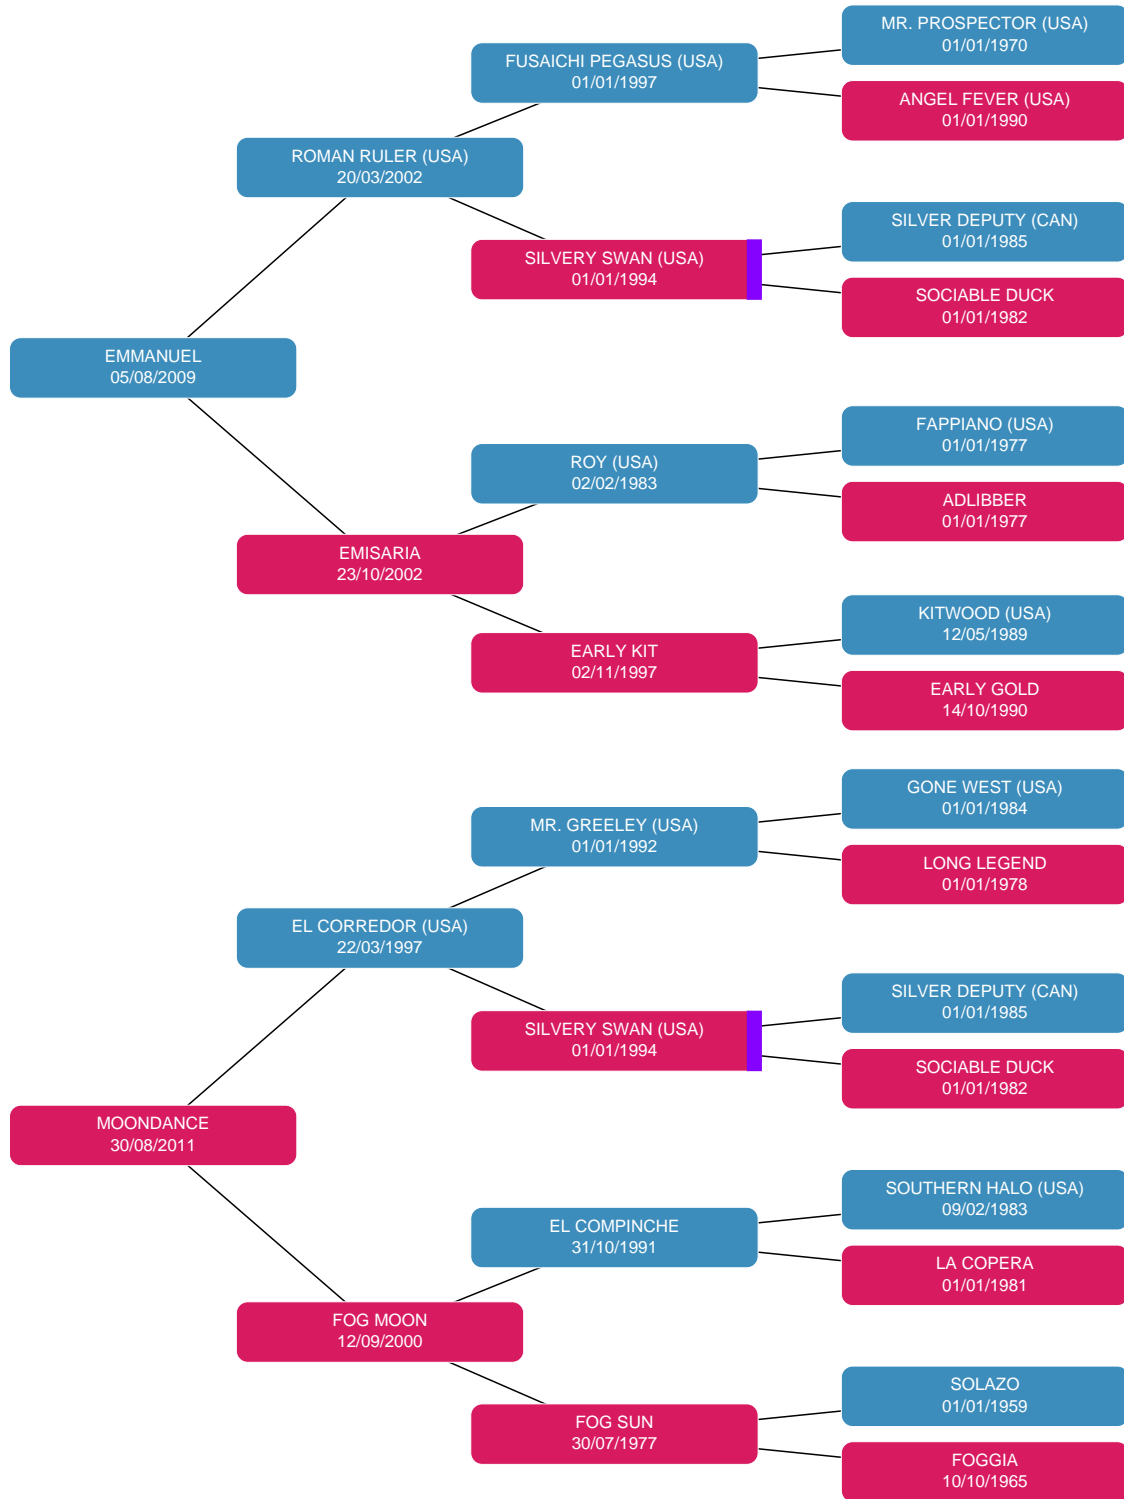 MR. PROSPECTOR (USA)
01/01/1970
FUSAICHI PEGASUS (USA)
01/01/1997
ANGEL FEVER (USA)
01/01/1990
ROMAN RULER (USA)
20/03/2002
SILVER DEPUTY (CAN)
01/01/1985
SILVERY SWAN (USA)
01/01/1994
SOCIABLE DUCK
01/01/1982
EMMANUEL
05/08/2009
FAPPIANO (USA)
01/01/1977
ROY (USA)
02/02/1983
ADLIBBER
01/01/1977
EMISARIA
23/10/2002
KITWOOD (USA)
12/05/1989
EARLY KIT
02/11/1997
EARLY GOLD
14/10/1990
GONE WEST (USA)
01/01/1984
MR. GREELEY (USA)
01/01/1992
LONG LEGEND
01/01/1978
EL CORREDOR (USA)
22/03/1997
SILVER DEPUTY (CAN)
01/01/1985
SILVERY SWAN (USA)
01/01/1994
SOCIABLE DUCK
01/01/1982
MOONDANCE
30/08/2011
SOUTHERN HALO (USA)
09/02/1983
EL COMPINCHE
31/10/1991
LA COPERA
01/01/1981
FOG MOON
12/09/2000
SOLAZO
01/01/1959
FOG SUN
30/07/1977
FOGGIA
10/10/1965